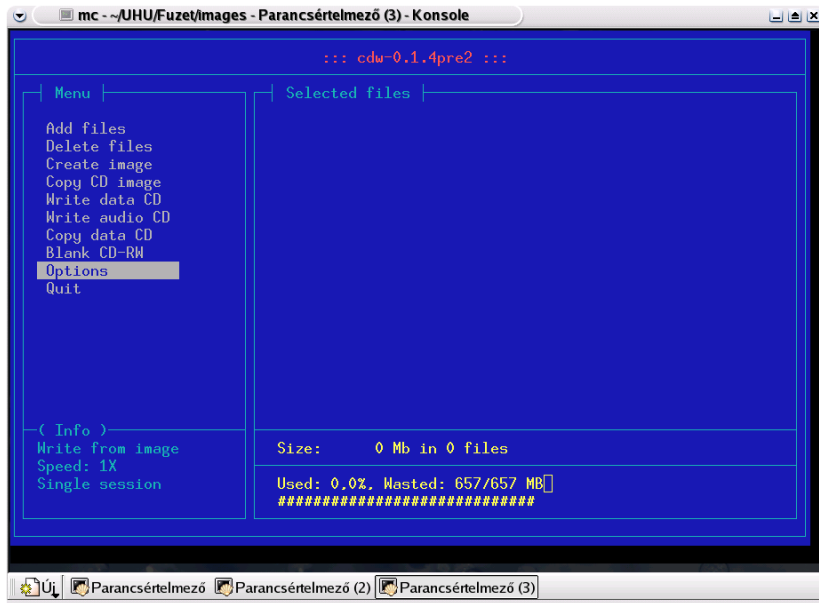 mc - ~/UHU/Fuzet/images - Parancsértelmező (3) - Konsole
::: cdw-0.1.4pre2 :::
Menu
Add files
Delete files
Create image
Copy CD image
Write data CD
Write audio CD
Copy data CD
Blank CD-RW
Options
Quit
( Info )
Write from image
Speed: 1X
Single session
Selected files
Size: 0 Mb in 0 files
Used: 0.0%, Wasted: 657/657 MB
#############################
Új Parancsértelmező Parancsértelmező (2) Parancsértelmező (3)